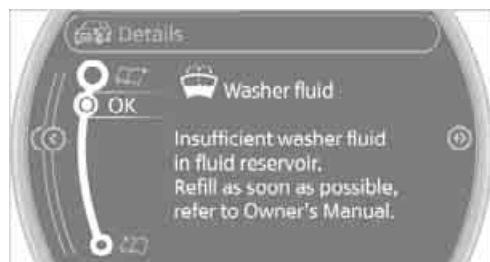 Details
OK
Washer fluid
Insufficient washer fluid
in fluid reservoir.
Refill as soon as possible,
refer to Owner's Manual.